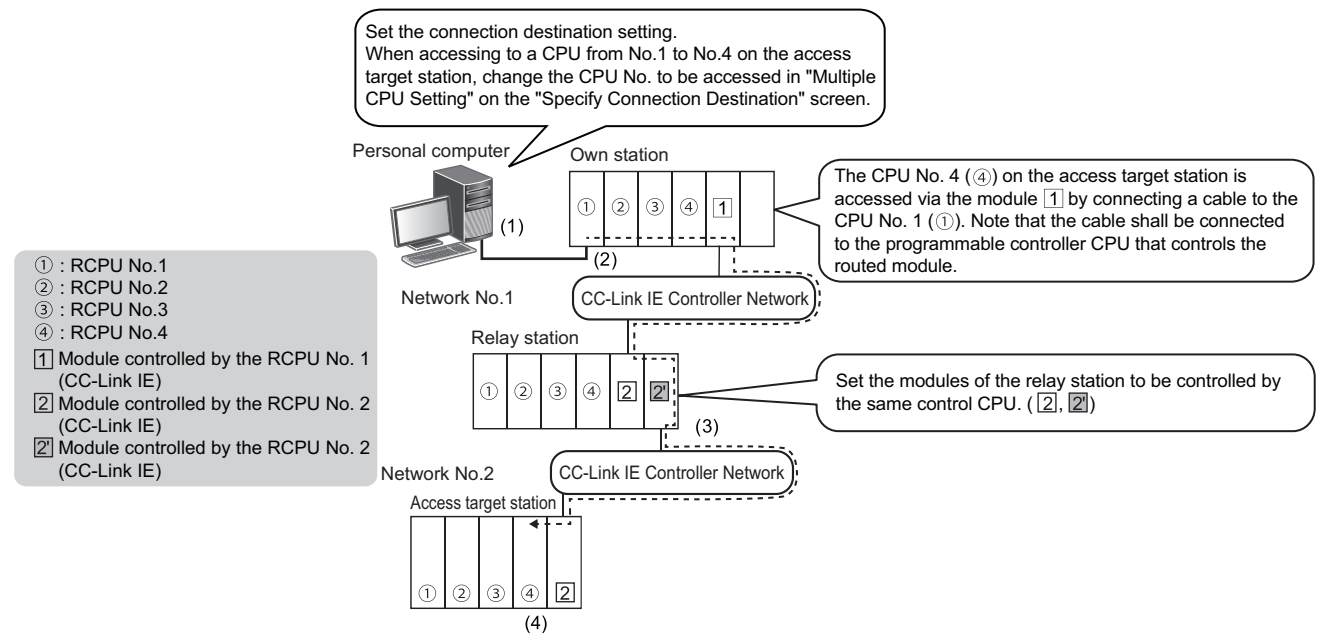 Set the connection destination setting.
When accessing to a CPU from No.1 to No.4 on the access
target station, change the CPU No. to be accessed in "Multiple
CPU Setting" on the "Specify Connection Destination" screen.
Personal computer
Own station
① ② ③ ④ 1
(1)
(2)
The CPU No. 4 (④) on the access target station is
accessed via the module 1 by connecting a cable to the
CPU No. 1 (①). Note that the cable shall be connected
to the programmable controller CPU that controls the
routed module.
① : RCPU No.1
② : RCPU No.2
③ : RCPU No.3
④ : RCPU No.4
1 Module controlled by the RCPU No. 1
(CC-Link IE)
2 Module controlled by the RCPU No. 2
(CC-Link IE)
2' Module controlled by the RCPU No. 2
(CC-Link IE)
Network No.1
CC-Link IE Controller Network
Relay station
① ② ③ ④ 2 2'
Set the modules of the relay station to be controlled by
the same control CPU. ( 2, 2')
(3)
Network No.2
CC-Link IE Controller Network
Access target station
① ② ③ ④ 2
(4)